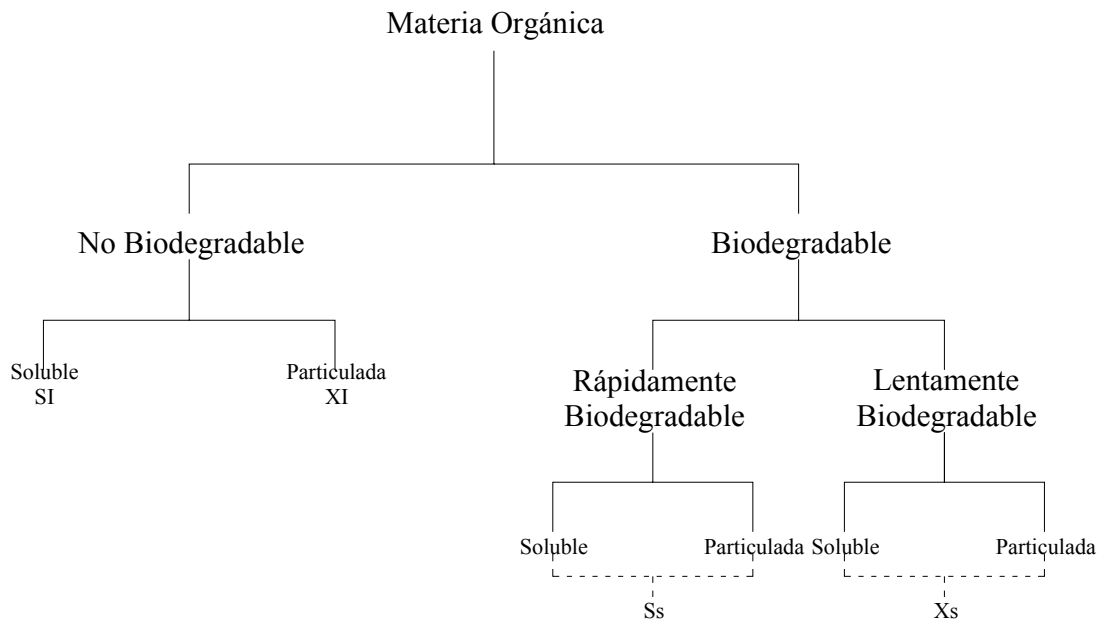 Materia Orgánica
No Biodegradable
Biodegradable
Soluble
SI
Particulada
XI
Rápidamente
Biodegradable
Lentamente
Biodegradable
Soluble
Particulada
Soluble
Particulada
Ss
Xs